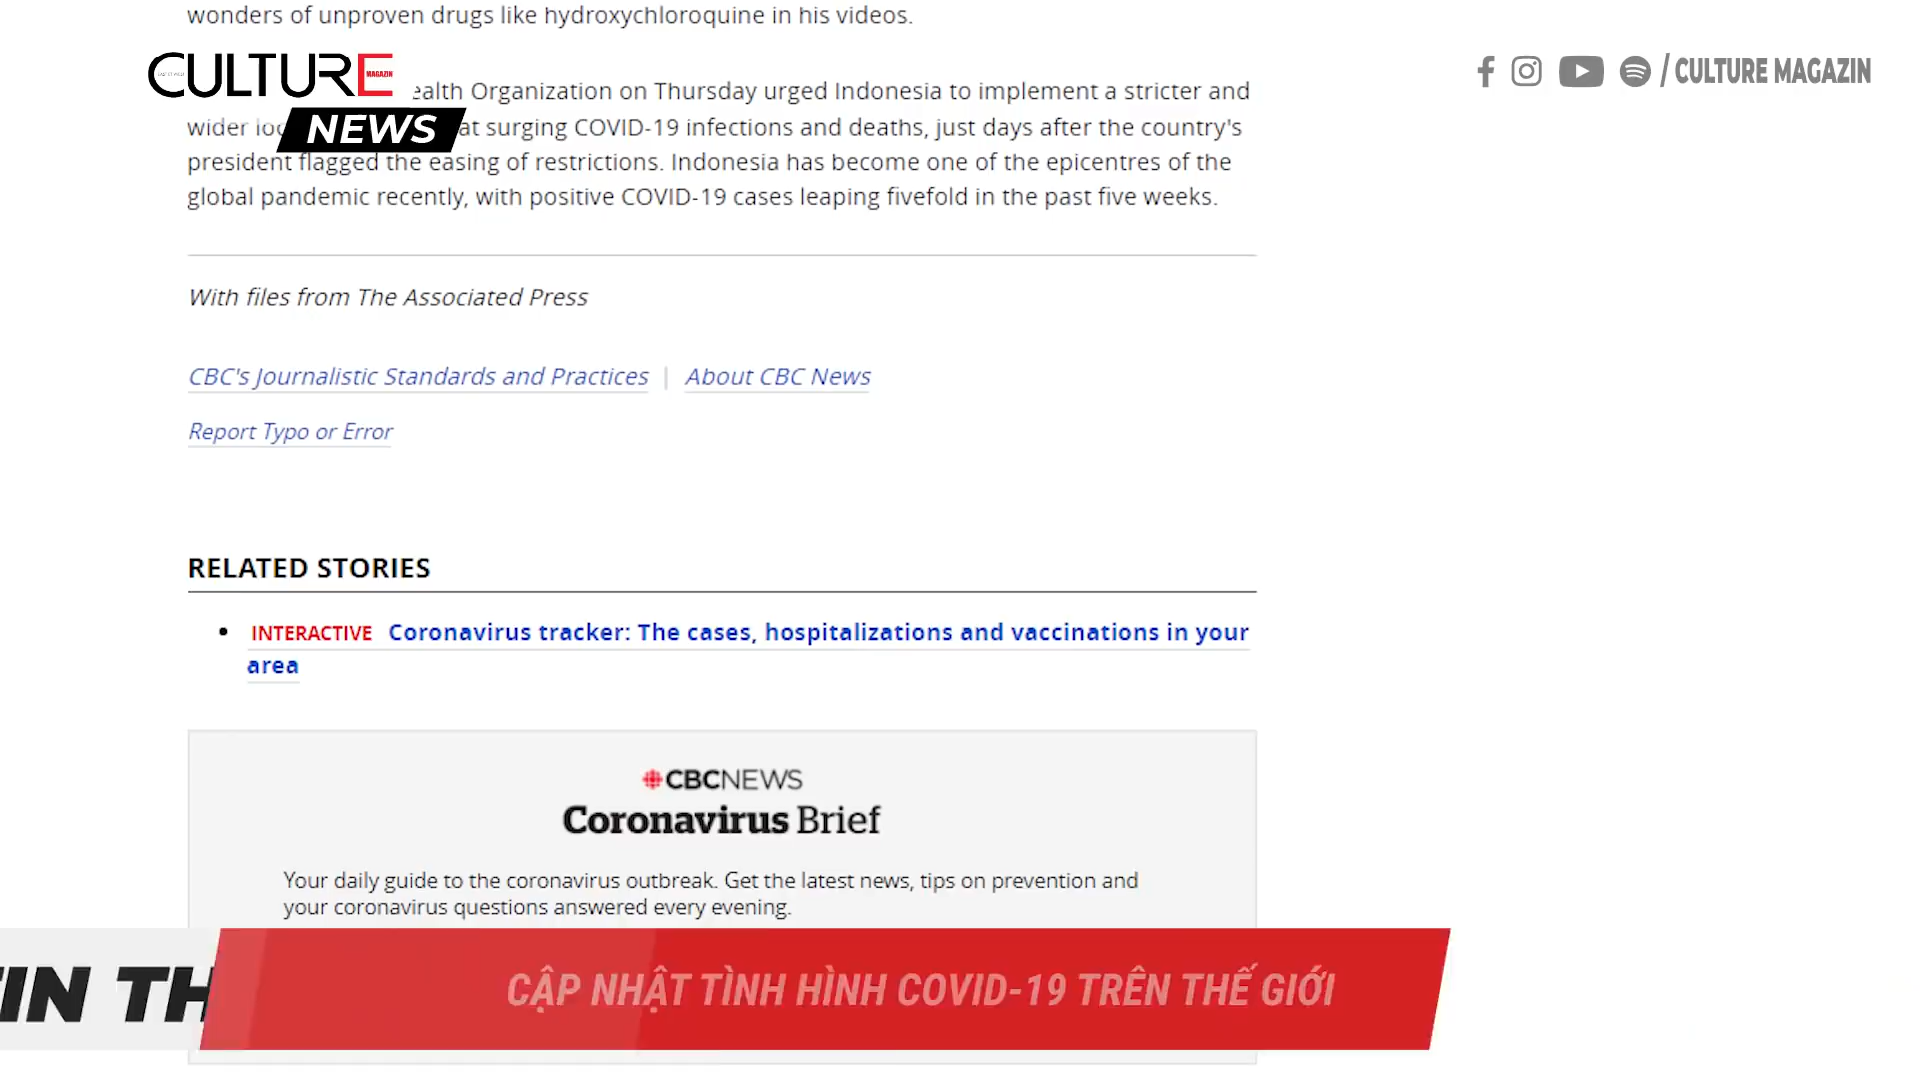 wonders of unproven drugs like hydroxychloroquine in his videos.
CULTURE
MAGAZIN
NEWS
/ CULTURE MAGAZIN
ealth Organization on Thursday urged Indonesia to implement a stricter and
wider at surging COVID-19 infections and deaths, just days after the country's
president flagged the easing of restrictions. Indonesia has become one of the epicentres of the
global pandemic recently, with positive COVID-19 cases leaping fivefold in the past five weeks.
With files from The Associated Press
CBC's Journalistic Standards and Practices | About CBC News
Report Typo or Error
RELATED STORIES
• INTERACTIVE Coronavirus tracker: The cases, hospitalizations and vaccinations in your
area
CBCNEWS
Coronavirus Brief
Your daily guide to the coronavirus outbreak. Get the latest news, tips on prevention and
your coronavirus questions answered every evening.
TIN TH
CẬP NHẬT TÌNH HÌNH COVID-19 TRÊN THẾ GIỚI